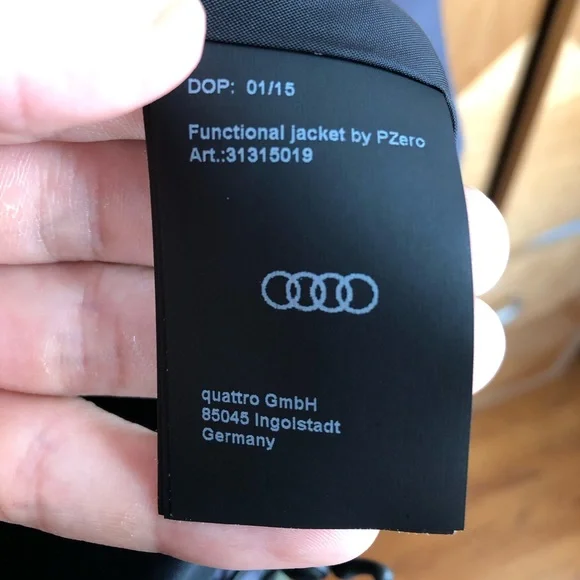 DOP: 01/15
Functional jacket by PZero
Art.:31315019
quattro GmbH
85045 Ingolstadt
Germany